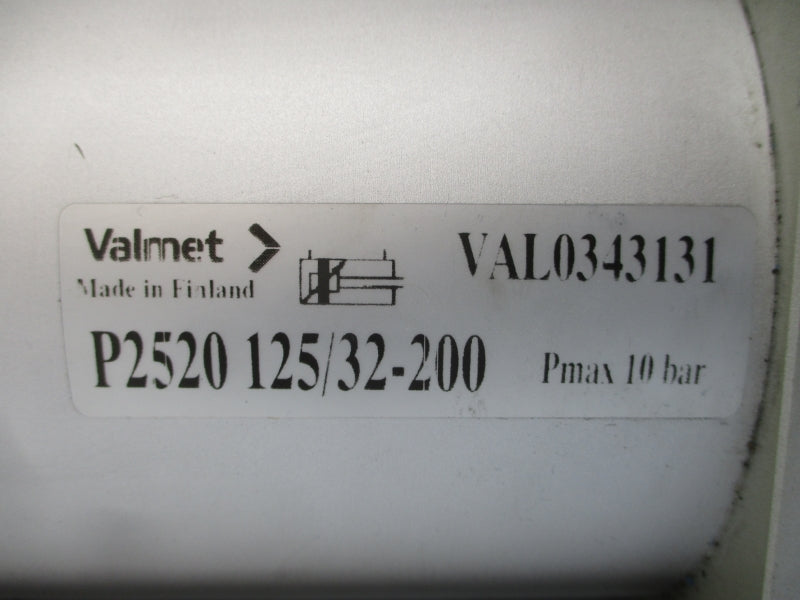 Valmet
VAL0343131
Made in Finland
P2520 125/32-200
Pmax 10 bar